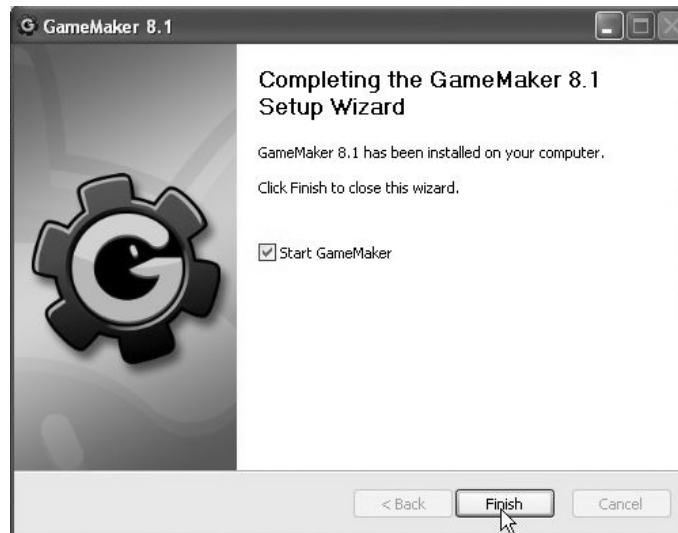 GameMaker 8.1
Completing the GameMaker 8.1
Setup Wizard
GameMaker 8.1 has been installed on your computer.
Click Finish to close this wizard.
Start GameMaker
< Back Finish Cancel